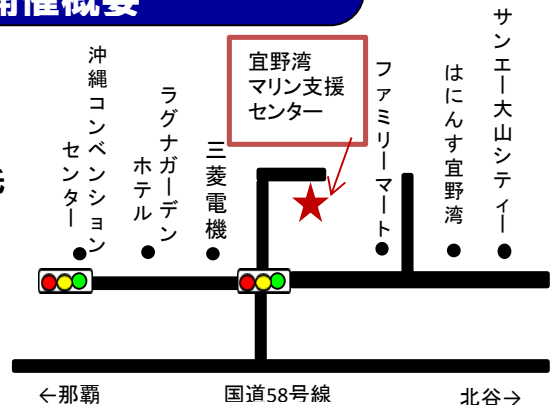 開催概要
宜野湾
マリン支援
センター
沖縄コンベンション
センター
ラグナガーデン
ホテル
三菱電機
ファミリーマート
はにんす宜野湾
サンエー大山シティー
←那覇
国道58号線
北谷→